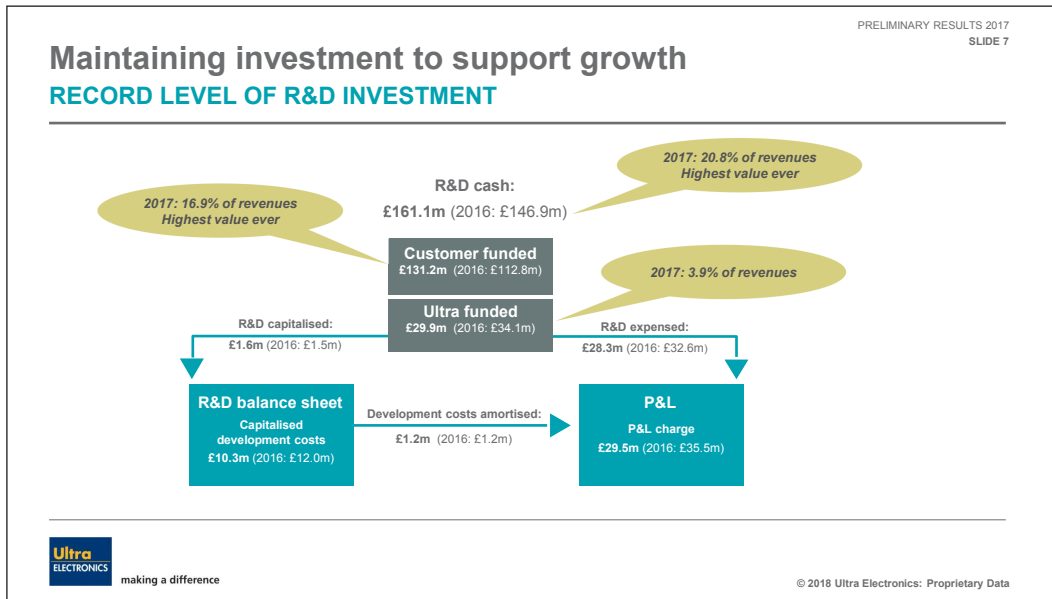 PRELIMINARY RESULTS 2017
SLIDE 7
Maintaining investment to support growth
RECORD LEVEL OF R&D INVESTMENT
2017: 20.8% of revenues
Highest value ever
R&D cash:
£161.1m (2016: £146.9m)
2017: 16.9% of revenues
Highest value ever
Customer funded
£131.2m (2016: £112.8m)
2017: 3.9% of revenues
Ultra funded
£29.9m (2016: £34.1m)
R&D capitalised:
£1.6m (2016: £1.5m)
R&D expensed:
£28.3m (2016: £32.6m)
R&D balance sheet
Capitalised
development costs
£10.3m (2016: £12.0m)
Development costs amortised:
£1.2m (2016: £1.2m)
P&L
P&L charge
£29.5m (2016: £35.5m)
Ultra
ELECTRONICS
making a difference
© 2018 Ultra Electronics: Proprietary Data